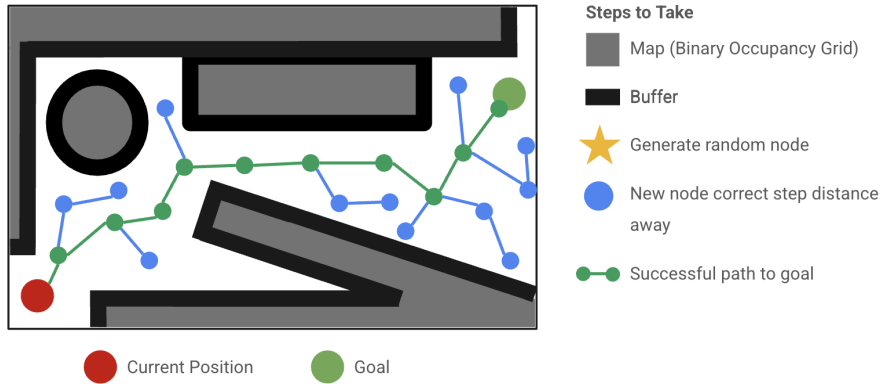 Steps to Take
Map (Binary Occupancy Grid)
Buffer
Generate random node
New node correct step distance
away
Successful path to goal
Current Position
Goal